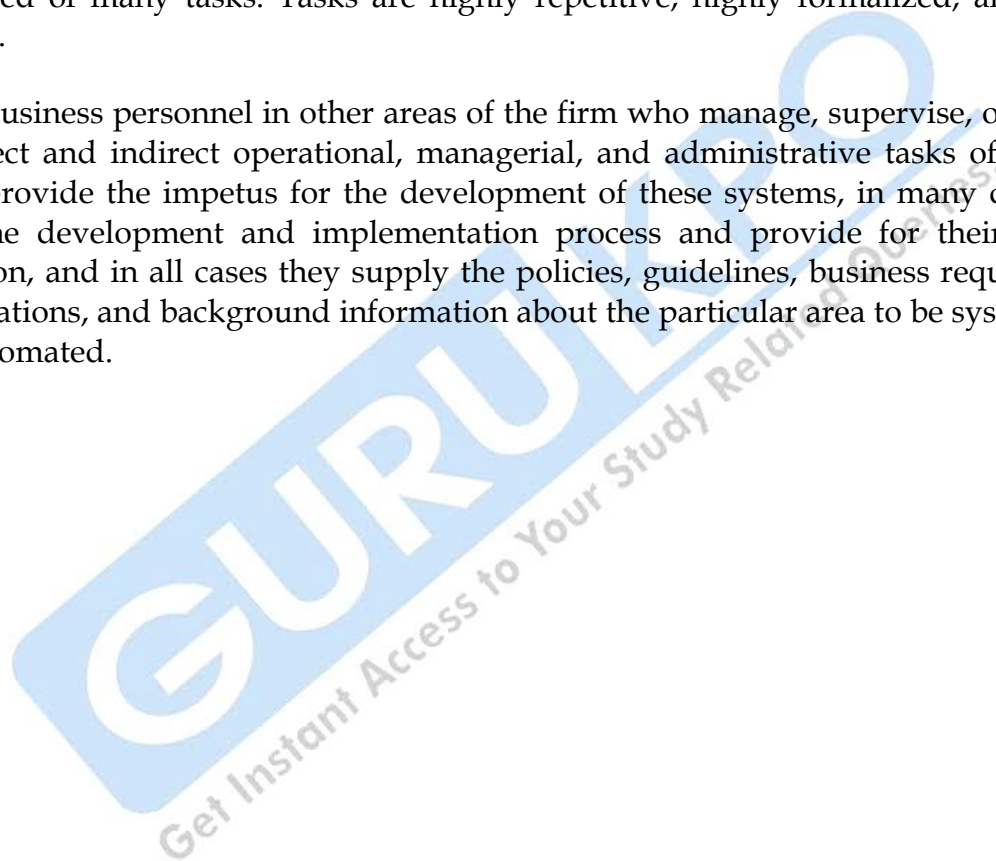 ed of many tasks. Tasks are highly repetitive, highly formalized,
.
usiness personnel in other areas of the firm who manage, supervise, o
ect and indirect operational, managerial, and administrative tasks of
rovide the impetus for the development of these systems, in many
e development and implementation process and provide for their
on, and in all cases they supply the policies, guidelines, business requ
ations, and background information about the particular area to be sys
omated.
GURUKPO
Get Instant Access to Your Study Related Queries.